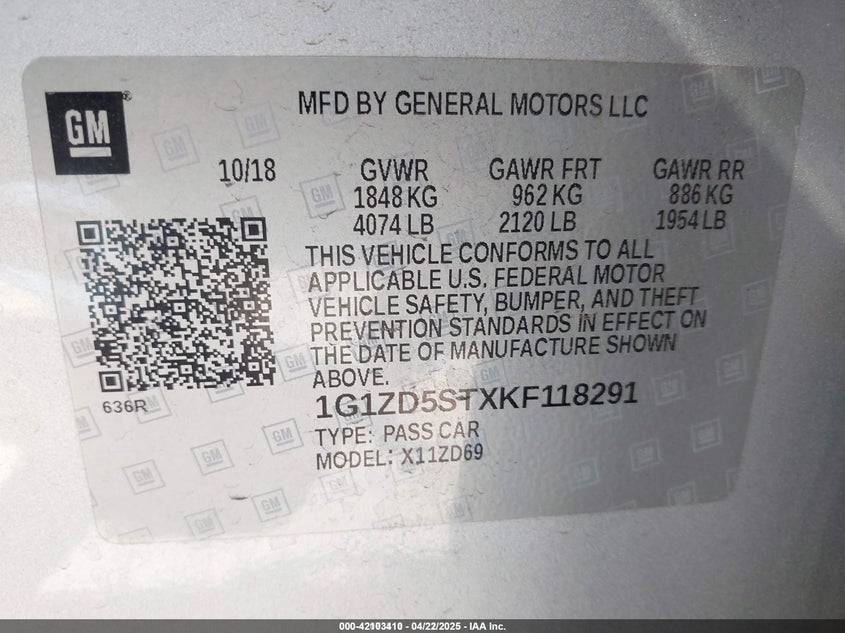 GM
MFD BY GENERAL MOTORS LLC
10/18 GVWR GAWR FRT GAWR RR
1848 KG 962 KG 886 KG
4074 LB 2120 LB 1954 LB
THIS VEHICLE CONFORMS TO ALL
APPLICABLE U.S. FEDERAL MOTOR
VEHICLE SAFETY, BUMPER, AND THEFT
PREVENTION STANDARDS IN EFFECT ON
THE DATE OF MANUFACTURE SHOWN
ABOVE.
636R
1G1ZD5STXKF118291
TYPE: PASS CAR
MODEL: X11ZD69
000-42103410 - 04/22/2025 - IAA Inc.